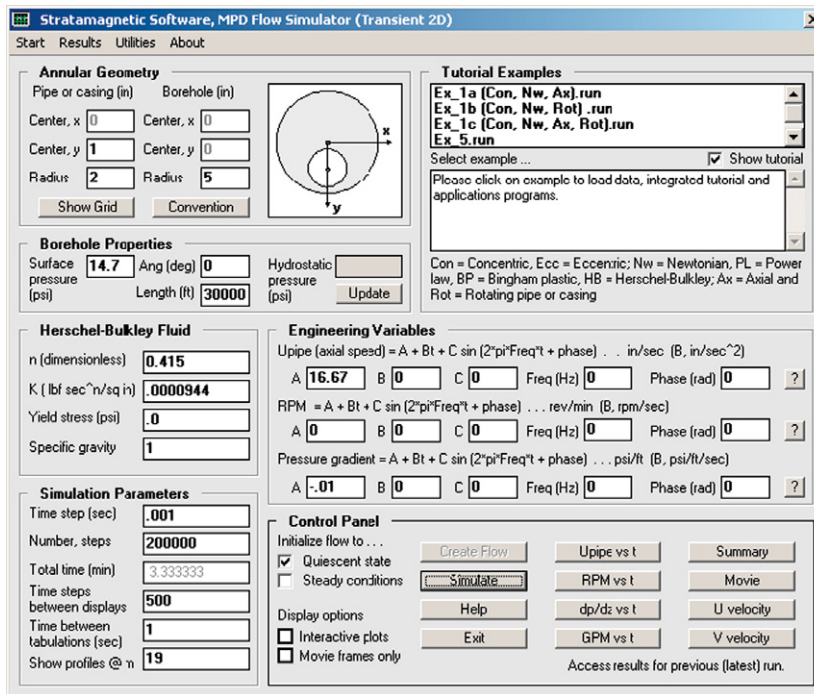 Stratamagnetic Software, MPD Flow Simulator (Transient 2D)
Start Results Utilities About
Annular Geometry
Pipe or casing (in) Borehole (in)
Center, x 0 Center, x 0
Center, y 1 Center, y 0
Radius 2 Radius 5
Show Grid Convention
x
y
Tutorial Examples
Ex_1a (Con, Nw, Ax).run
Ex_1b (Con, Nw, Rot) .run
Ex_1c (Con, Nw, Ax, Rot).run
Ex_5.run
Select example ... Show tutorial
Please click on example to load data, integrated tutorial and
applications programs.
Con = Concentric, Ecc = Eccentric; Nw = Newtonian, PL = Power
law, BP = Bingham plastic, HB = Herschel-Bulkley; Ax = Axial and
Rot = Rotating pipe or casing
Borehole Properties
Surface pressure (psi) 14.7 Ang (deg) 0
Length (ft) 30000
Hydrostatic pressure (psi) Update
Herschel-Bulkley Fluid
n (dimensionless) 0.415
K ( lbf sec^n/sq in) .0000944
Yield stress (psi) .0
Specific gravity 1
Engineering Variables
Upipe (axial speed) = A + Bt + C sin (2*pi*Freq*t + phase) . . in/sec (B, in/sec^2)
A 16.67 B 0 C 0 Freq (Hz) 0 Phase (rad) 0 ?
RPM = A + Bt + C sin (2*pi*Freq*t + phase) . . . rev/min (B, rpm/sec)
A 0 B 0 C 0 Freq (Hz) 0 Phase (rad) 0 ?
Pressure gradient = A + Bt + C sin (2*pi*Freq*t + phase) . . . psi/ft (B, psi/ft/sec)
A -.01 B 0 C 0 Freq (Hz) 0 Phase (rad) 0 ?
Simulation Parameters
Time step (sec) .001
Number, steps 200000
Total time (min) 3.333333
Time steps between displays 500
Time between tabulations (sec) 1
Show profiles @ n 19
Control Panel
Initialize flow to . . .
Quiescent state
Steady conditions
Display options
Interactive plots
Movie frames only
Create Flow Upipe vs t Summary
Simulate RPM vs t Movie
Help dp/dz vs t U velocity
Exit GPM vs t V velocity
Access results for previous (latest) run.